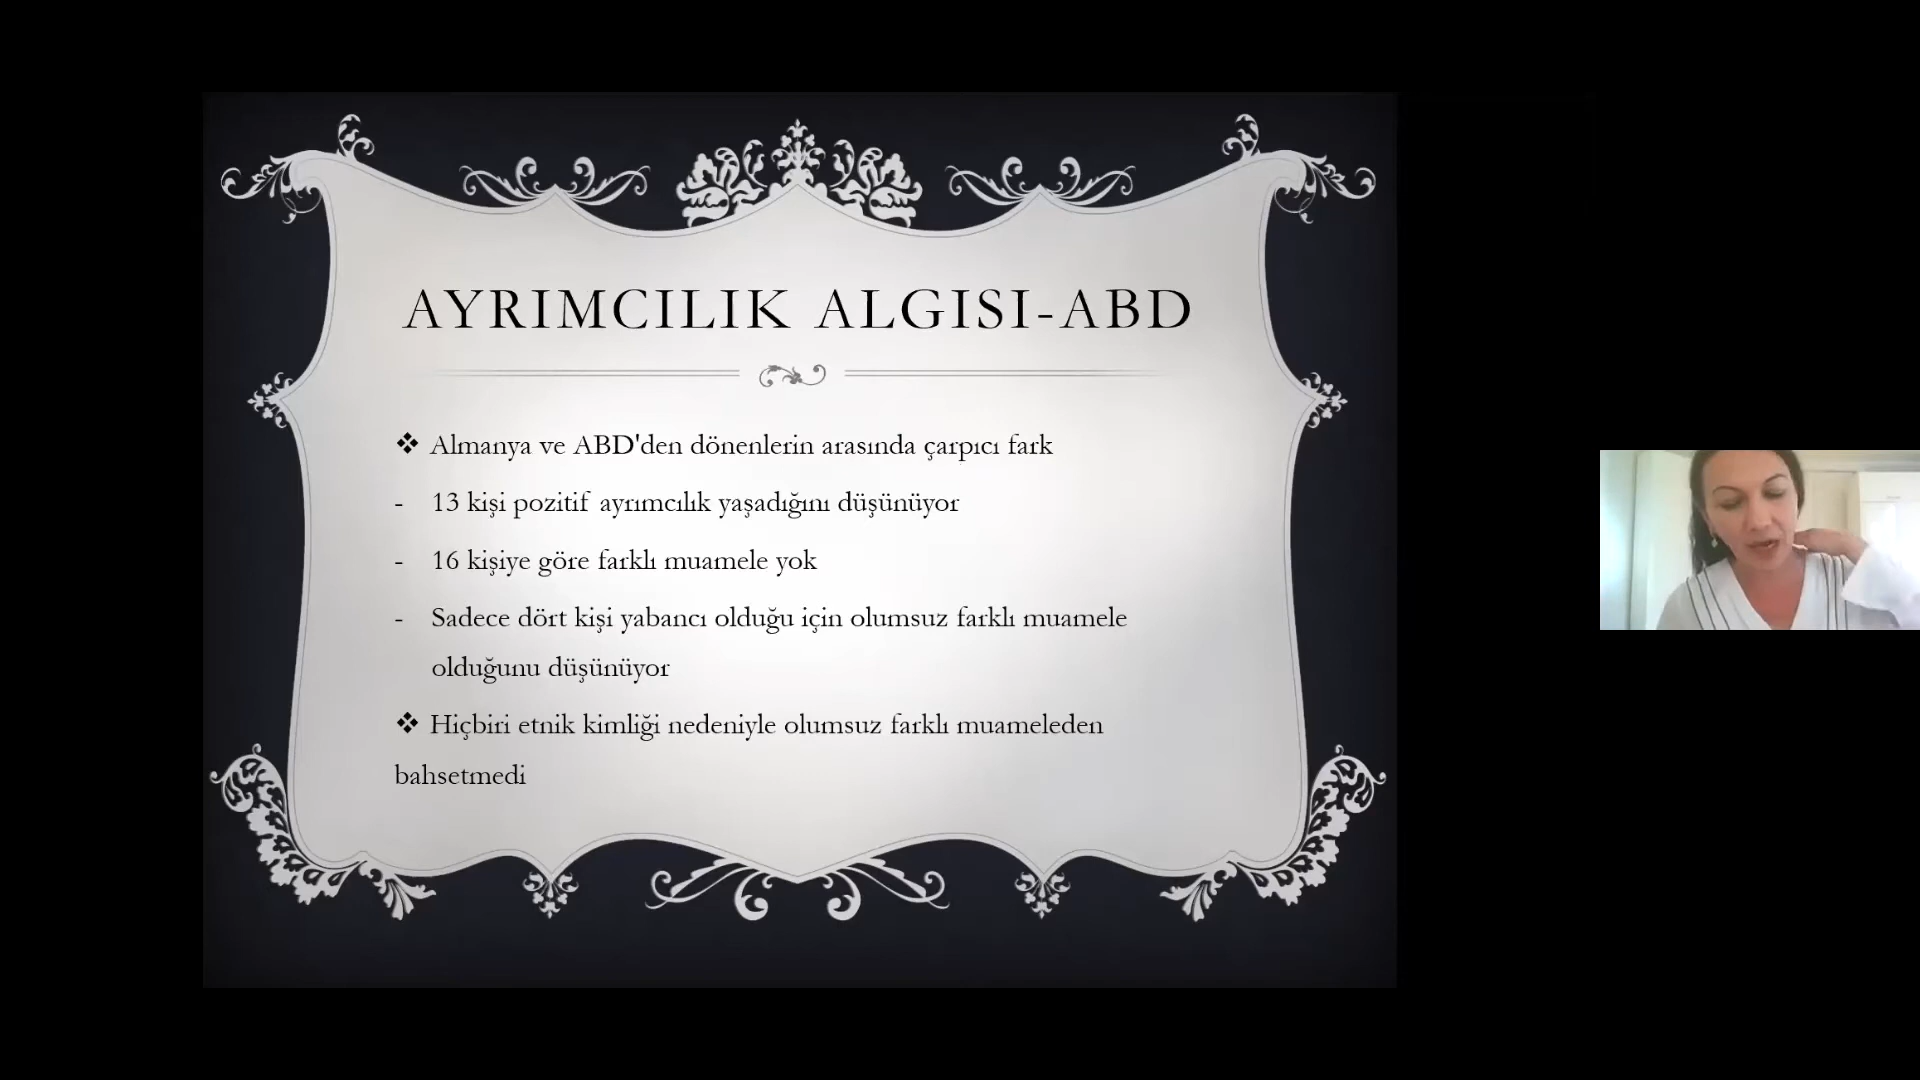 AYRIMCILIK ALGISI-ABD
❖ Almanya ve ABD'den dönenlerin arasında çarpıcı fark
- 13 kişi pozitif ayrımcılık yaşadığını düşünüyor
- 16 kişiye göre farklı muamele yok
- Sadece dört kişi yabancı olduğu için olumsuz farklı muamele
olduğunu düşünüyor
❖ Hiçbiri etnik kimliği nedeniyle olumsuz farklı muameleden
bahsetmedi